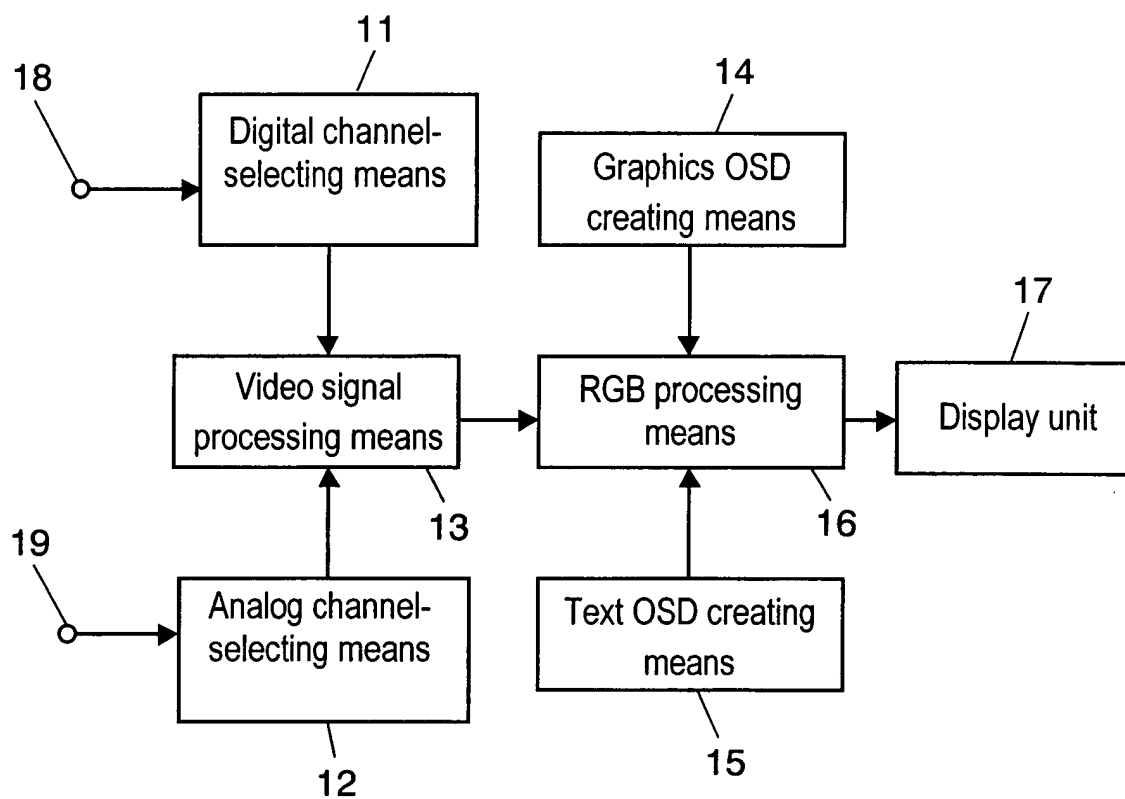 11
18
14
Digital channel-
selecting means
Graphics OSD
creating means
17
Video signal
processing means
RGB processing
means
Display unit
13
16
19
Analog channel-
selecting means
Text OSD creating
means
12
15